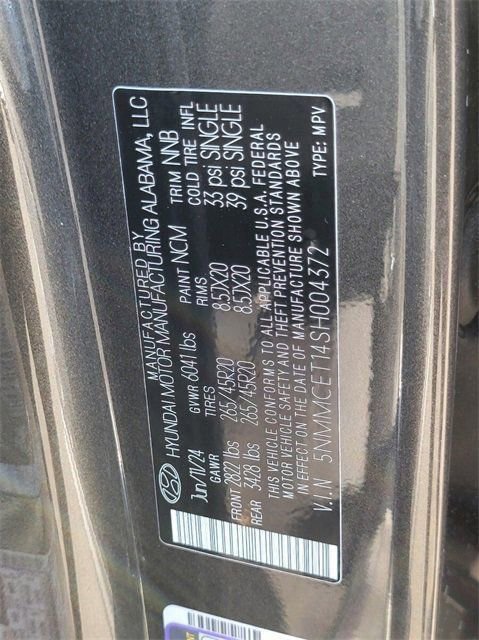 MANUFACTURED BY
HYUNDAI MOTOR MANUFACTURING ALABAMA, LLC
Jun/11/24 GVWR 6041 lbs PAINT NCM TRIM NNB
GAWR TIRES RIMS COLD TIRE INFL
FRONT 2822 lbs 265/45R20 8.5JX20 33 psi SINGLE
REAR 3428 lbs 265/45R20 8.5JX20 39 psi SINGLE
THIS VEHICLE CONFORMS TO ALL APPLICABLE U.S.A. FEDERAL
MOTOR VEHICLE SAFETY AND THEFT PREVENTION STANDARDS
IN EFFECT ON THE DATE OF MANUFACTURE SHOWN ABOVE
V.I.N 5NMMCET14SH004372 TYPE: MPV